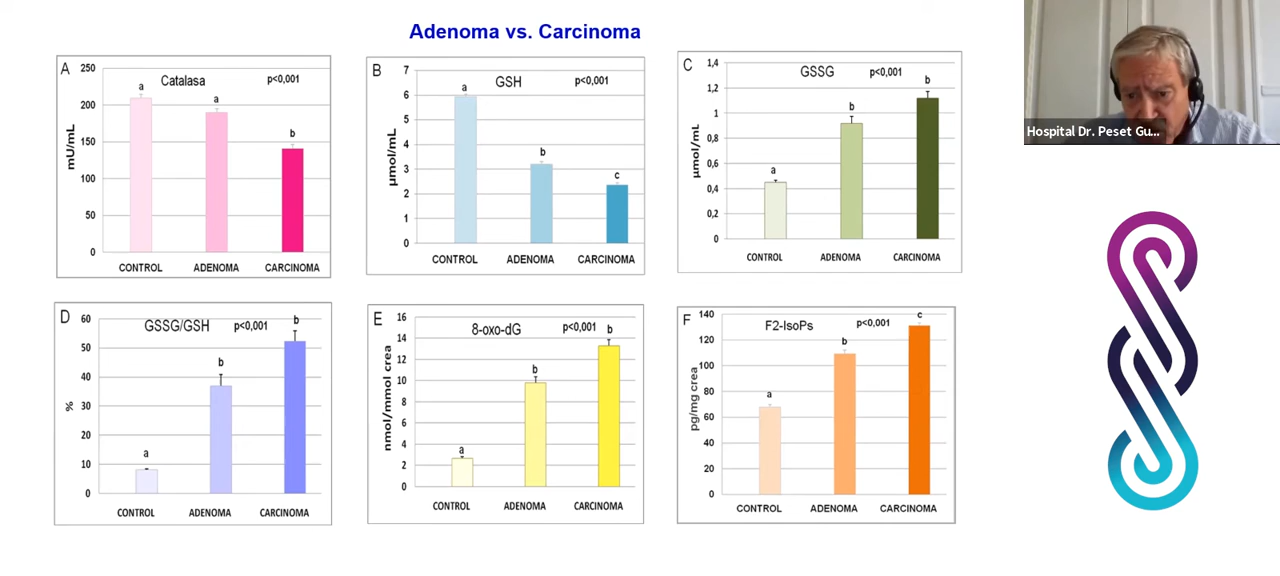 Adenoma vs. Carcinoma
A
Catalasa
p<0,001
mU/mL
250
200
150
100
50
0
a
a
b
CONTROL
ADENOMA
CARCINOMA
B
GSH
p<0,001
µmol/mL
7
6
5
4
3
2
1
0
a
b
c
CONTROL
ADENOMA
CARCINOMA
C
GSSG
p<0,001
µmol/mL
1,4
1,2
1
0,8
0,6
0,4
0,2
0
a
b
b
CONTROL
ADENOMA
CARCINOMA
Hospital Dr. Peset Gu...
D
GSSG/GSH
p<0,001
%
60
50
40
30
20
10
0
a
b
b
CONTROL
ADENOMA
CARCINOMA
E
8-oxo-dG
p<0,001
nmol/mmol crea
16
14
12
10
8
6
4
2
0
a
b
b
CONTROL
ADENOMA
CARCINOMA
F
F2-IsoPs
p<0,001
pg/mg crea
140
120
100
80
60
40
20
0
a
b
c
CONTROL
ADENOMA
CARCINOMA